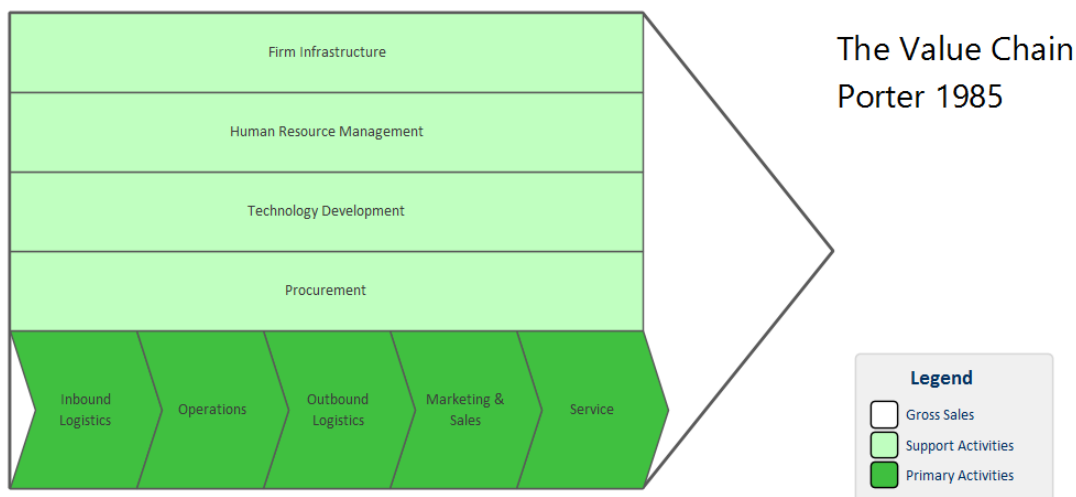 The Value Chain
Porter 1985
Firm Infrastructure
Human Resource Management
Technology Development
Procurement
Inbound
Logistics
Operations
Outbound
Logistics
Marketing &
Sales
Service
Legend
Gross Sales
Support Activities
Primary Activities